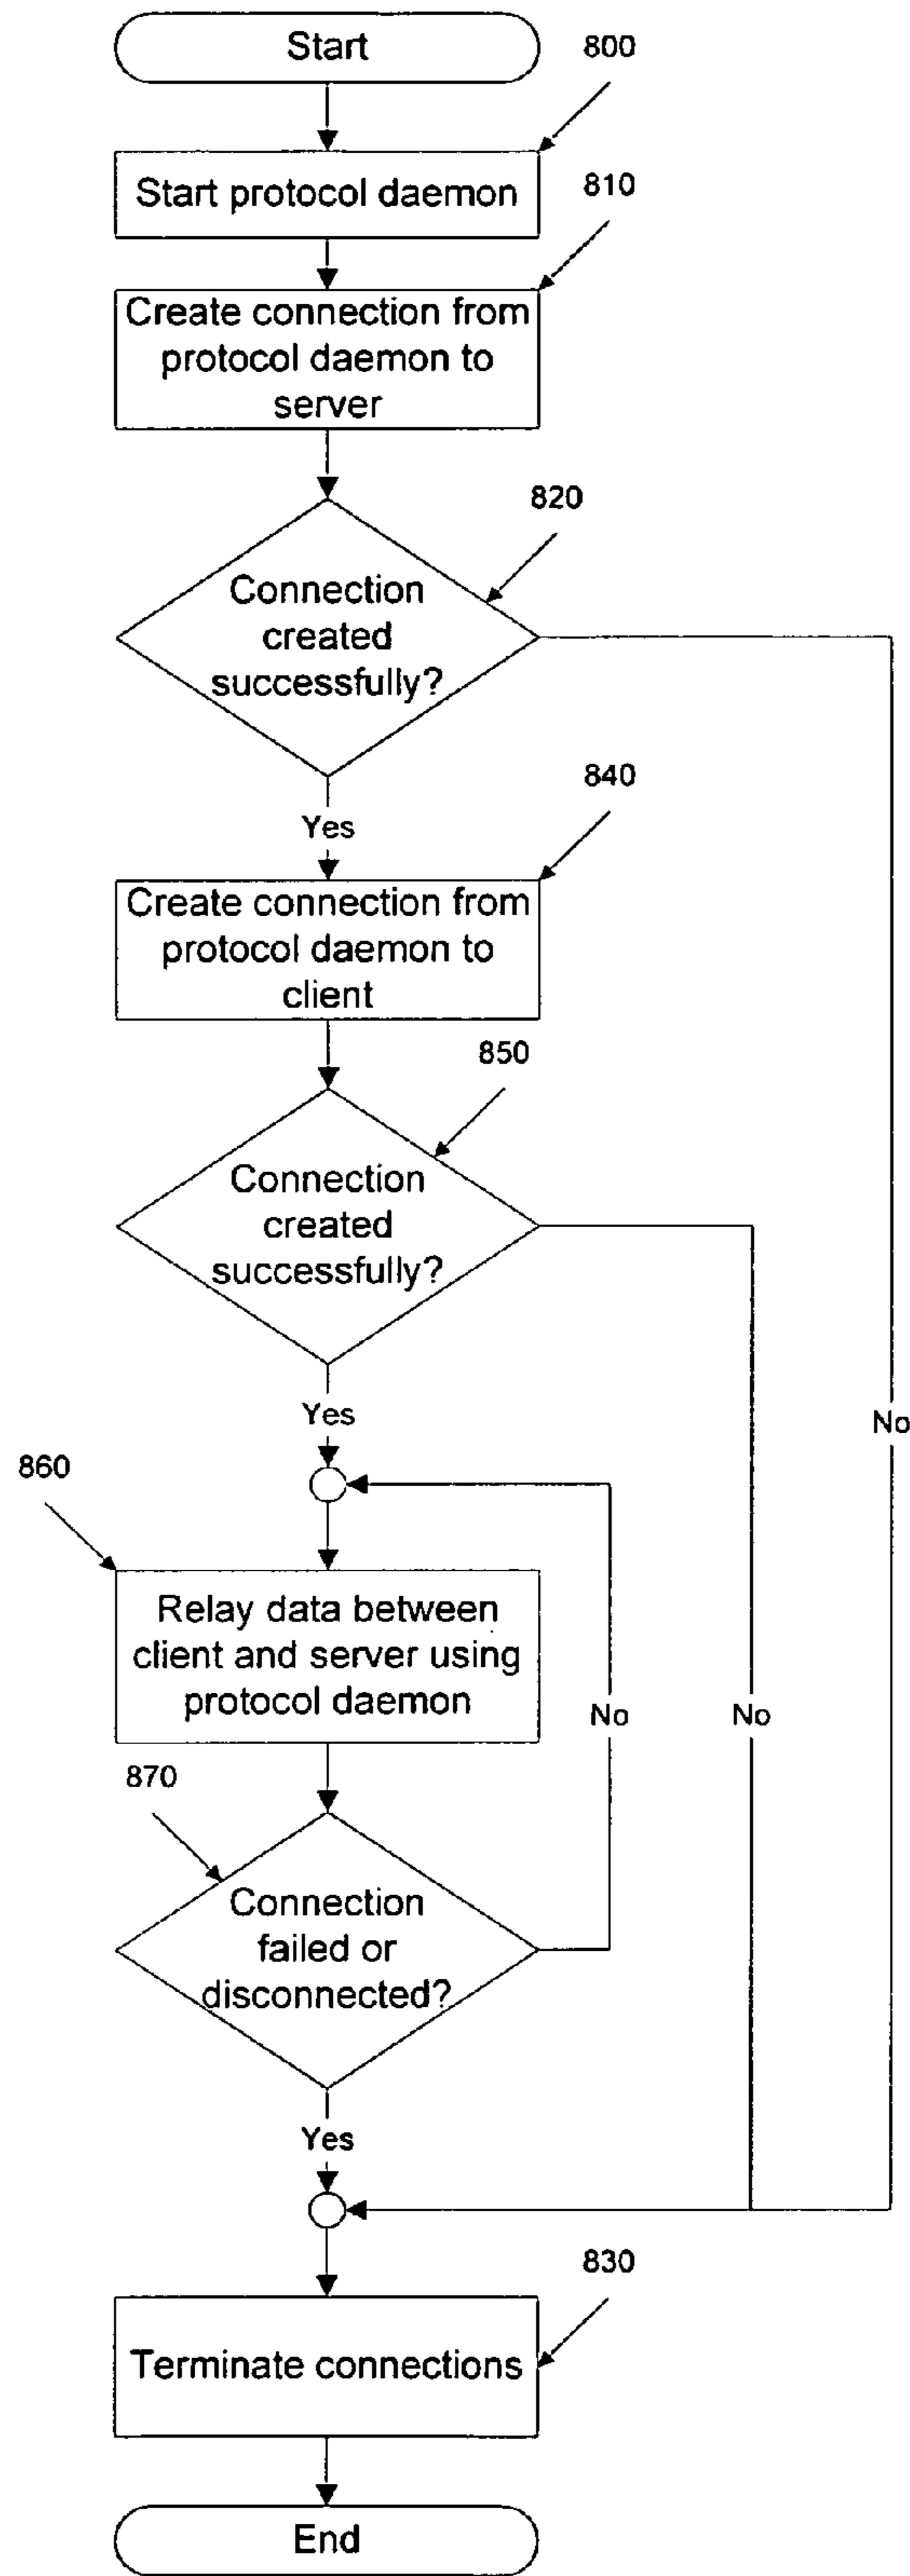 Start
800
Start protocol daemon
810
Create connection from
protocol daemon to
server
820
Connection
created
successfully?
Yes
840
Create connection from
protocol daemon to
client
850
Connection
created
successfully?
Yes
No
860
Relay data between
client and server using
protocol daemon
No
No
870
Connection
failed or
disconnected?
Yes
830
Terminate connections
End